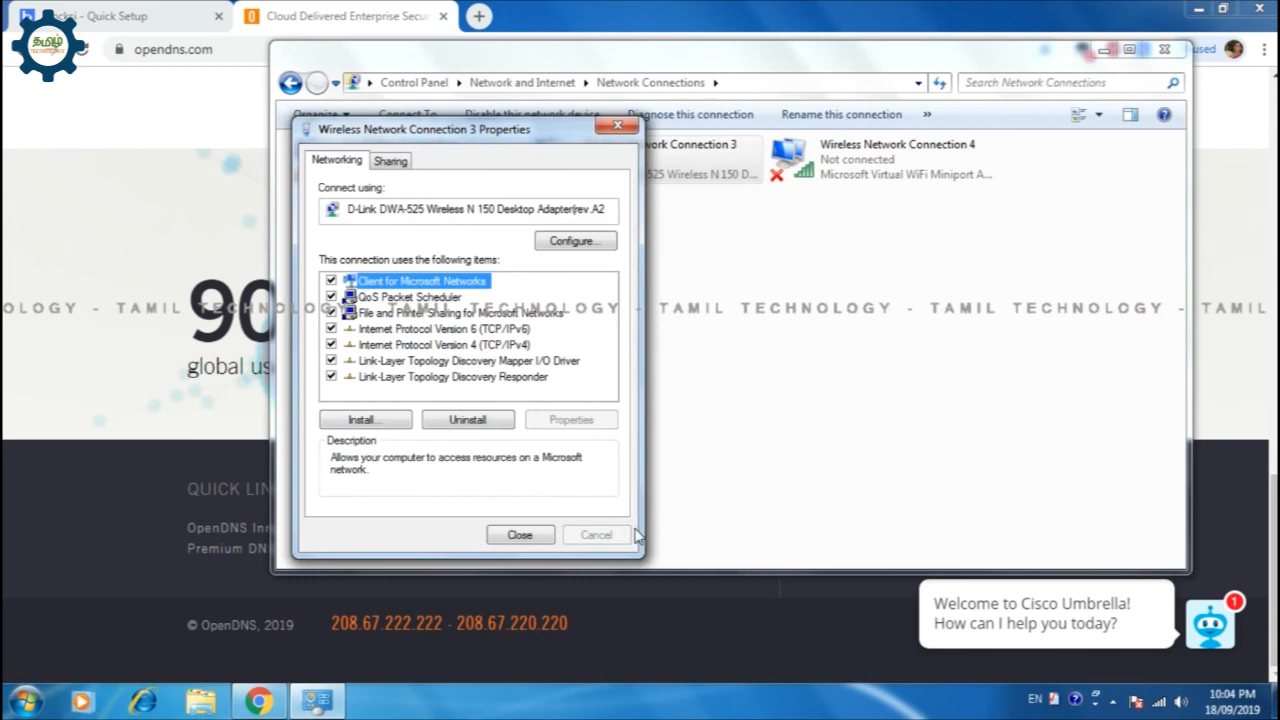 Quick Setup
Cloud Delivered Enterprise Secu
தமிழ்
TECHNOLOGY
opendns.com
used
Control Panel
Network and Internet
Network Connections
Search Network Connections
Organize
Connect To
Disable this network device
Diagnose this connection
Rename this connection
»
Wireless Network Connection 3 Properties
work Connection 3
525 Wireless N 150 D...
Wireless Network Connection 4
Not connected
Microsoft Virtual WiFi Miniport A...
Networking
Sharing
Connect using:
D-Link DWA-525 Wireless N 150 Desktop Adapter(rev.A2
Configure...
This connection uses the following items:
Client for Microsoft Networks
QoS Packet Scheduler
File and Printer Sharing for Microsoft Networks
Internet Protocol Version 6 (TCP/IPv6)
Internet Protocol Version 4 (TCP/IPv4)
Link-Layer Topology Discovery Mapper I/O Driver
Link-Layer Topology Discovery Responder
OLOGY - TAMIL TECHNOLOGY - TAMIL TECHNOLOGY - TAMIL TECHNOLOGY - TAMIL TECHNOLOGY - TAMIL
90
global us
Install...
Uninstall
Properties
Description
Allows your computer to access resources on a Microsoft
network.
Close
Cancel
QUICK LIN
OpenDNS Inn
Premium DN
© OpenDNS, 2019
208.67.222.222 - 208.67.220.220
Welcome to Cisco Umbrella!
How can I help you today?
1
EN
10:04 PM
18/09/2019